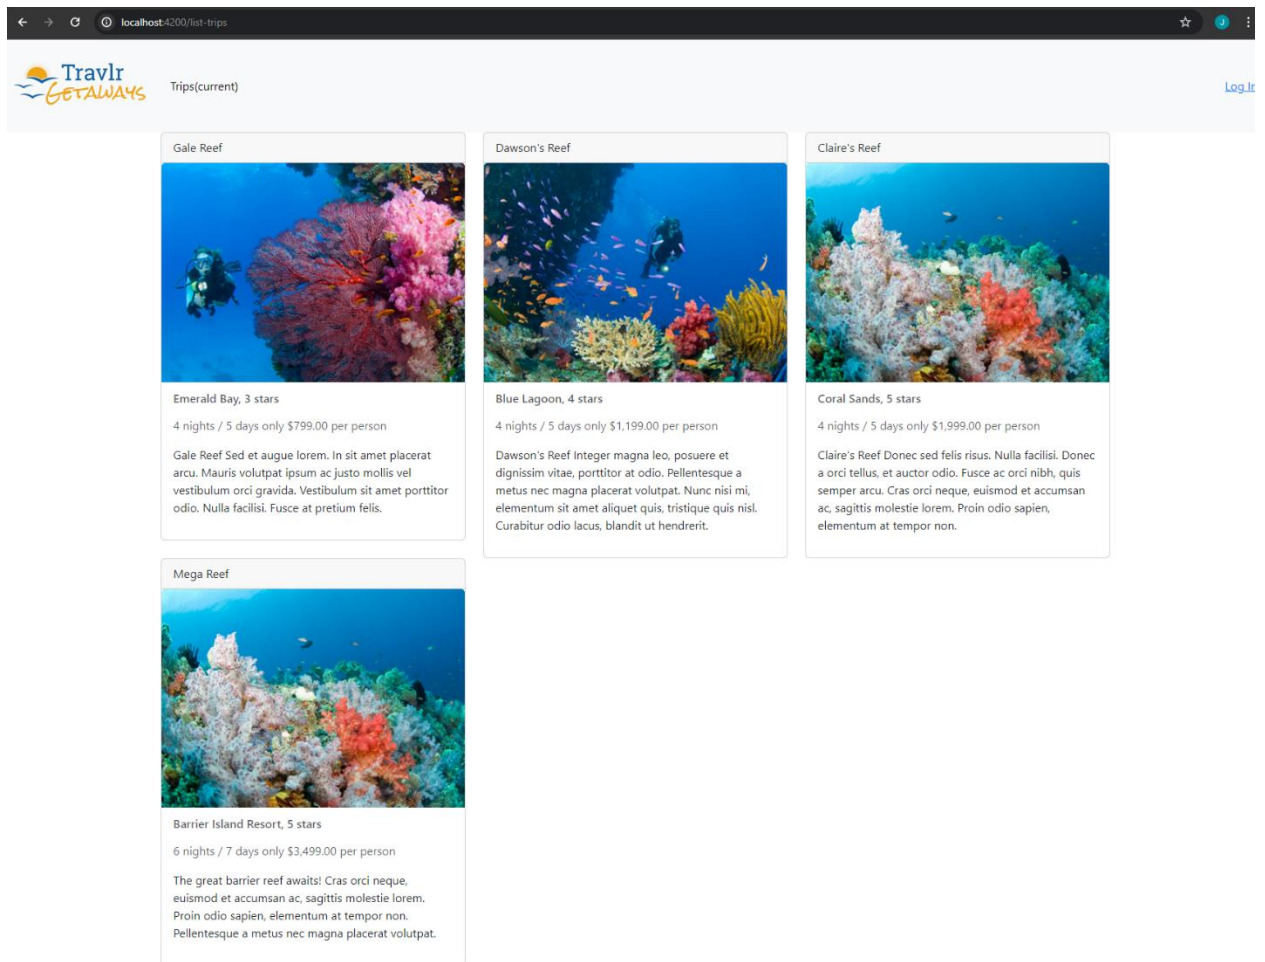 localhost:4200/list-trips
Travlr
GETAWAYS
Trips(current)
Log In
Gale Reef
Emerald Bay, 3 stars
4 nights / 5 days only $799.00 per person
Gale Reef Sed et augue lorem. In sit amet placerat
arcu. Mauris volutpat ipsum ac justo mollis vel
vestibulum orci gravida. Vestibulum sit amet porttitor
odio. Nulla facilisi. Fusce at pretium felis.
Dawson's Reef
Blue Lagoon, 4 stars
4 nights / 5 days only $1,199.00 per person
Dawson's Reef Integer magna leo, posuere et
dignissim vitae, porttitor at odio. Pellentesque a
metus nec magna placerat volutpat. Nunc nisi mi,
elementum sit amet aliquet quis, tristique quis nisl.
Curabitur odio lacus, blandit ut hendrerit.
Claire's Reef
Coral Sands, 5 stars
4 nights / 5 days only $1,999.00 per person
Claire's Reef Donec sed felis risus. Nulla facilisi. Donec
a orci tellus, et auctor odio. Fusce ac orci nibh, quis
semper arcu. Cras orci neque, euismod et accumsan
ac, sagittis molestie lorem. Proin odio sapien,
elementum at tempor non.
Mega Reef
Barrier Island Resort, 5 stars
6 nights / 7 days only $3,499.00 per person
The great barrier reef awaits! Cras orci neque,
euismod et accumsan ac, sagittis molestie lorem.
Proin odio sapien, elementum at tempor non.
Pellentesque a metus nec magna placerat volutpat.